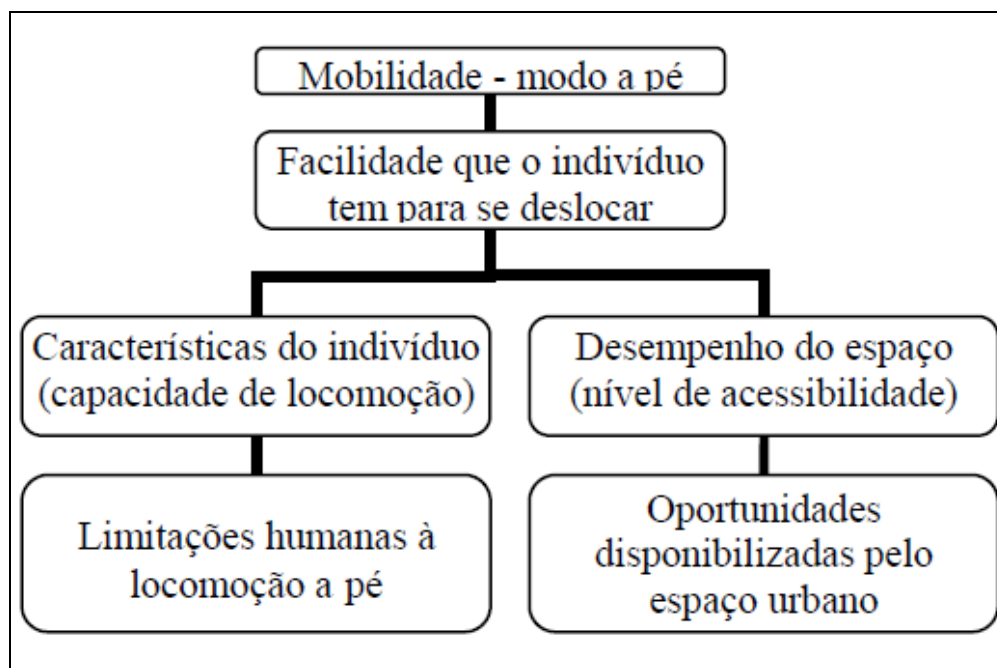 Mobilidade - modo a pé
Facilidade que o indivíduo
tem para se deslocar
Características do indivíduo
(capacidade de locomoção)
Desempenho do espaço
(nível de acessibilidade)
Limitações humanas à
locomoção a pé
Oportunidades
disponibilizadas pelo
espaço urbano